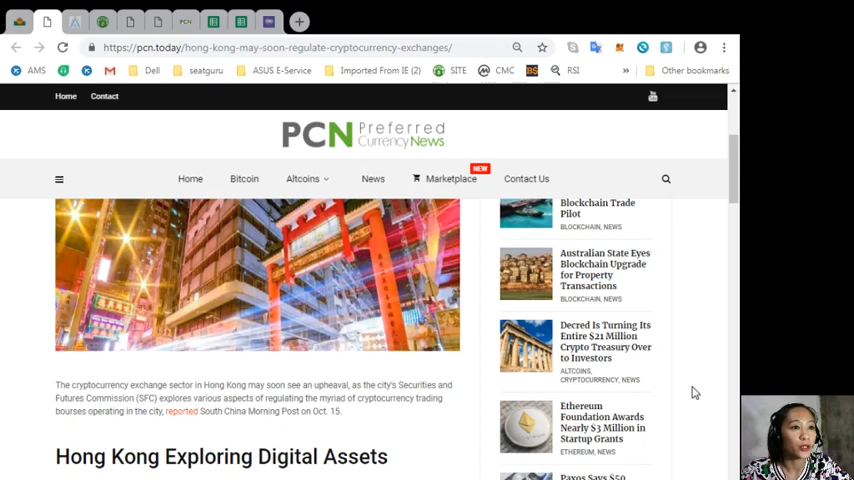 PCN
https://pcn.today/hong-kong-may-soon-regulate-cryptocurrency-exchanges/
AMS
Dell
seatguru
ASUS E-Service
Imported From IE (2)
SITE
CMC
RSI
»
Other bookmarks
Home
Contact
PCN Preferred
Currency News
NEW
Home
Bitcoin
Altcoins
News
Marketplace
Contact Us
Blockchain Trade
Pilot
BLOCKCHAIN, NEWS
Australian State Eyes
Blockchain Upgrade
for Property
Transactions
BLOCKCHAIN, NEWS
Decred Is Turning Its
Entire $21 Million
Crypto Treasury Over
to Investors
ALTCOINS,
CRYPTOCURRENCY, NEWS
Ethereum
Foundation Awards
Nearly $3 Million in
Startup Grants
ETHEREUM, NEWS
Paxos Says $50
The cryptocurrency exchange sector in Hong Kong may soon see an upheaval, as the city's Securities and
Futures Commission (SFC) explores various aspects of regulating the myriad of cryptocurrency trading
bourses operating in the city, reported South China Morning Post on Oct. 15.
Hong Kong Exploring Digital Assets